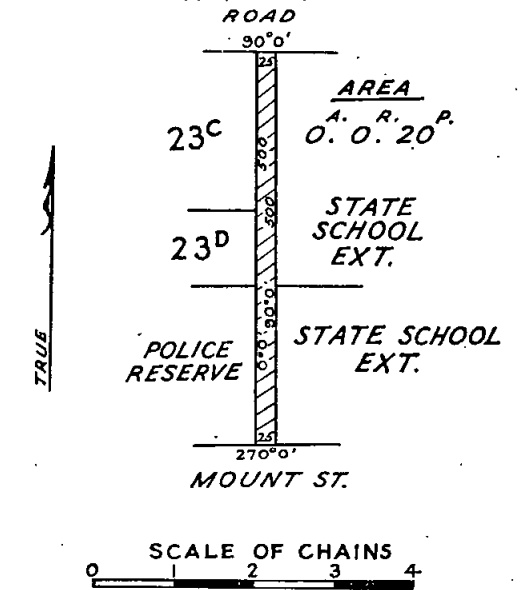 ROAD
90°0'
25
AREA
A. R. P.
0. 0. 20
23C
500
500
STATE
SCHOOL
EXT.
23D
90°0'
0°0'
STATE SCHOOL
EXT.
POLICE
RESERVE
TRUE
25
270°0'
MOUNT ST.
SCALE OF CHAINS
0 1 2 3 4